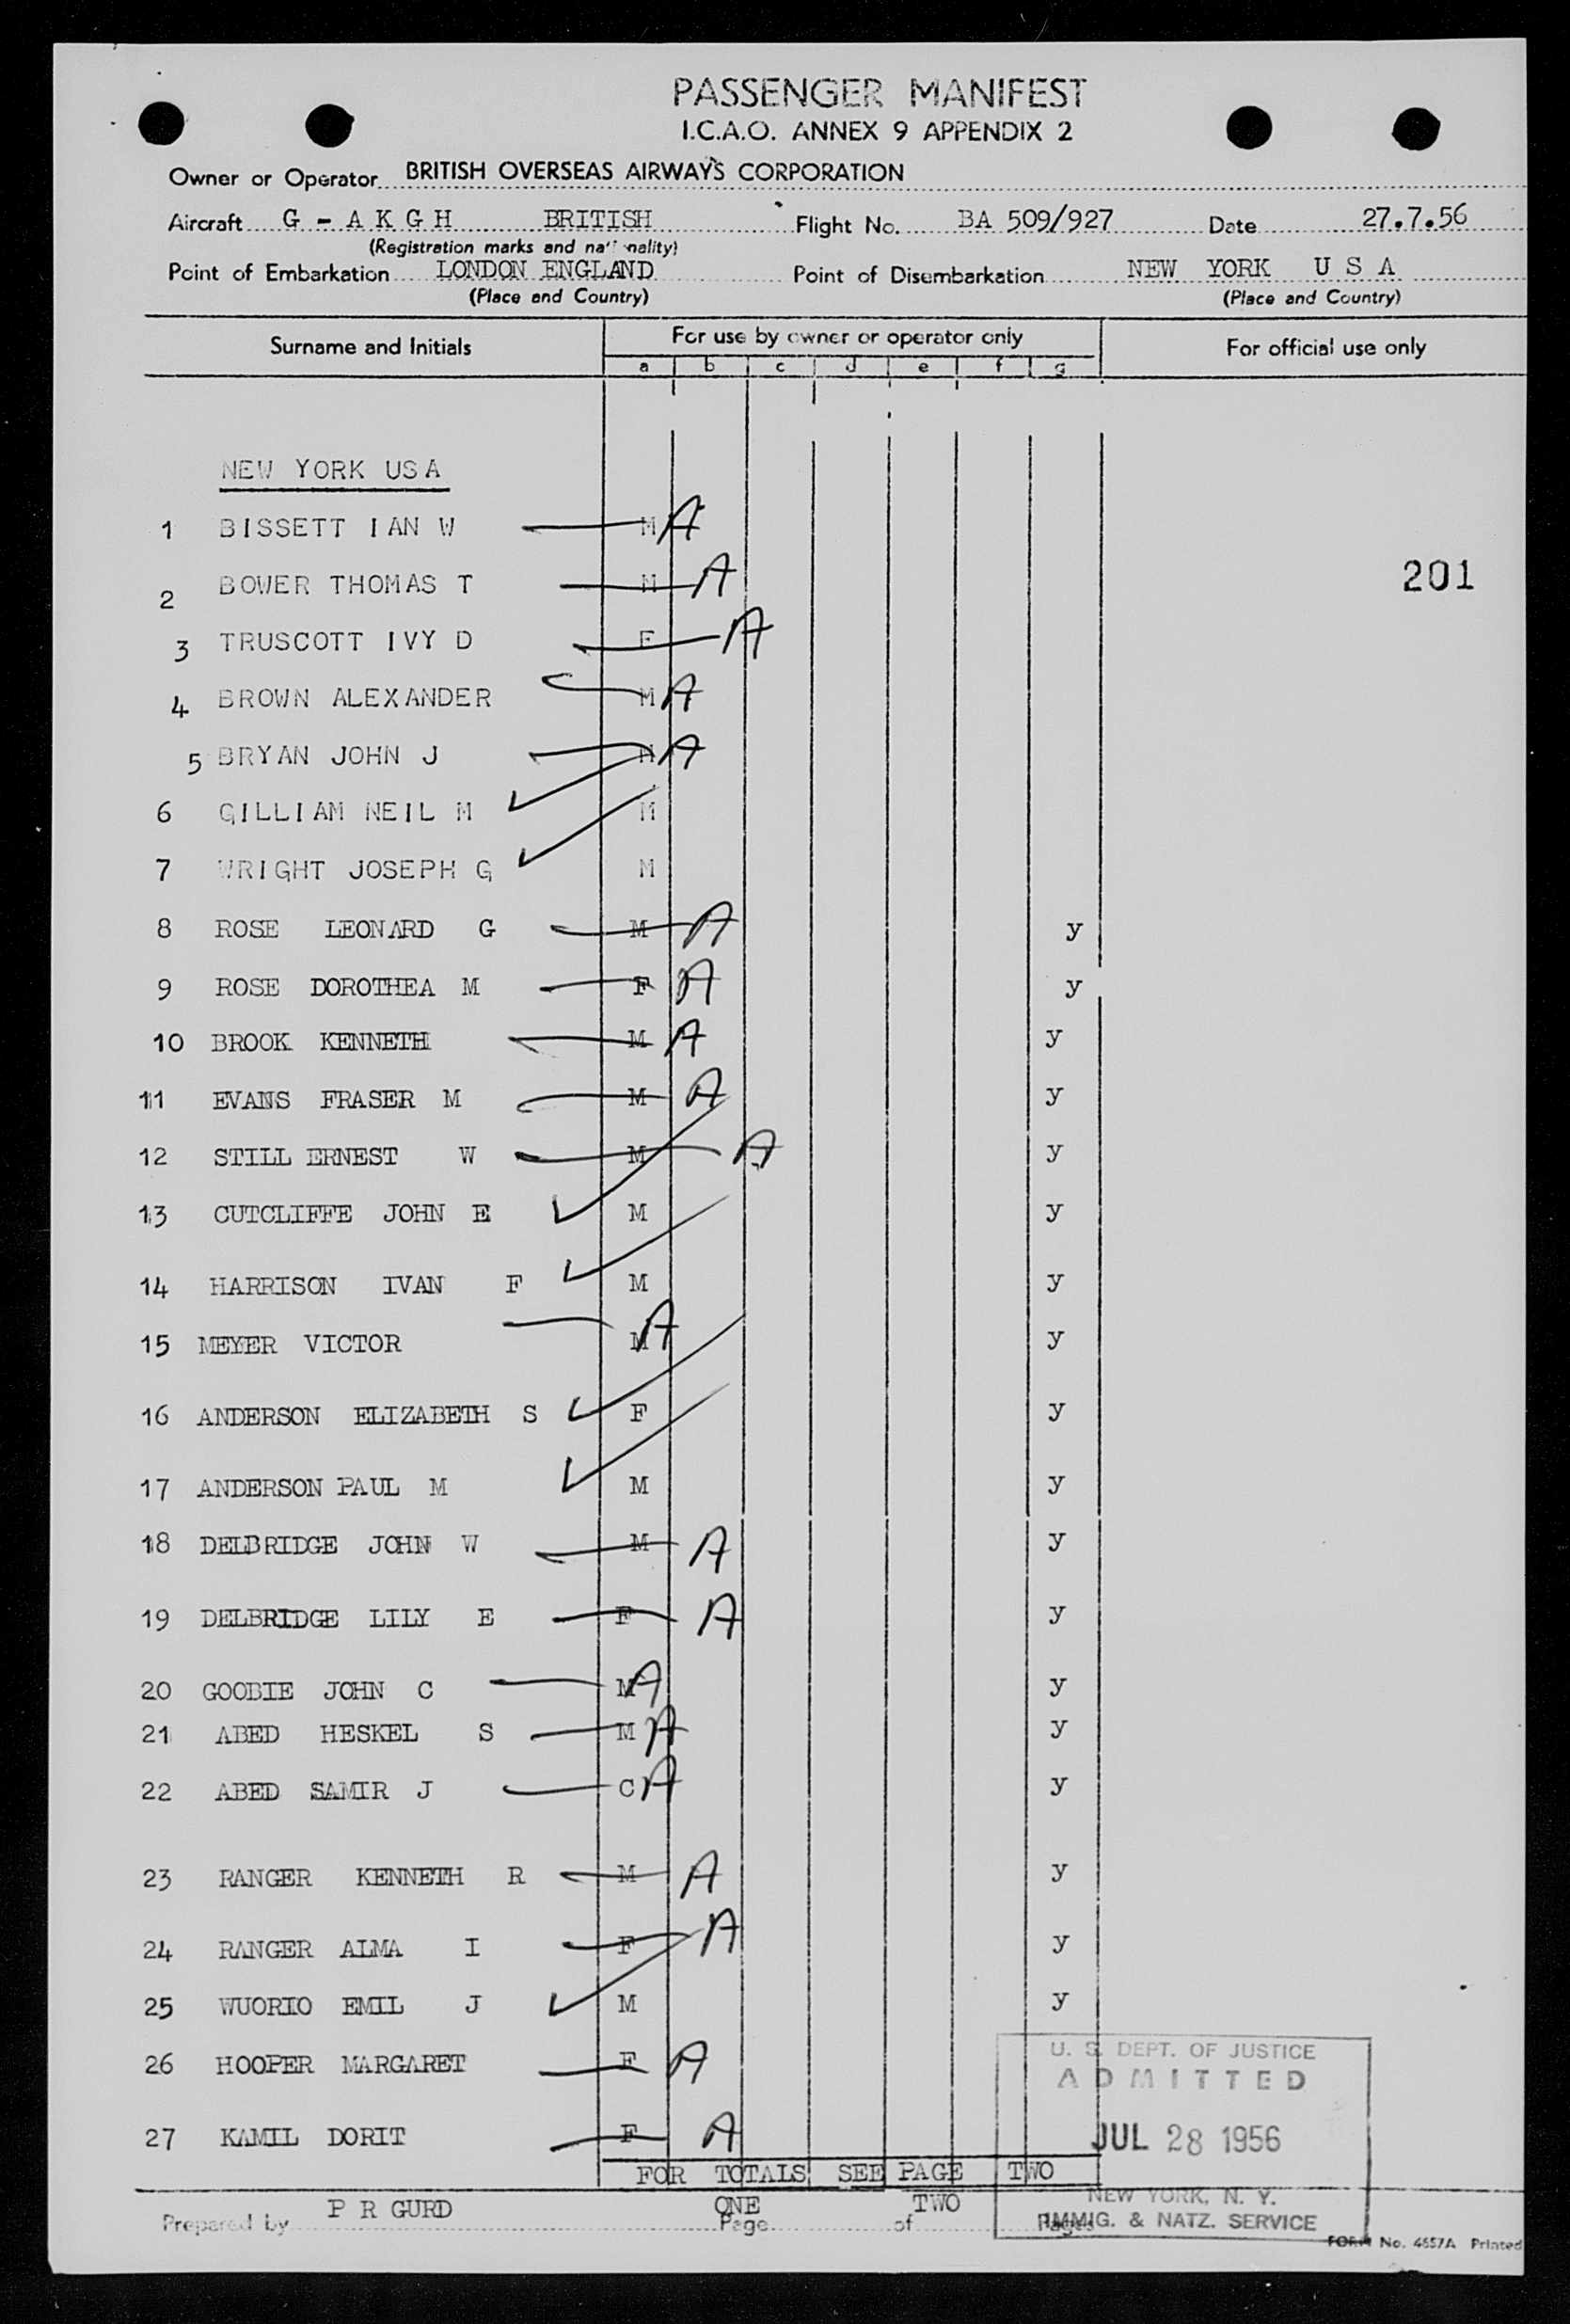 PASSENGER MANIFEST
I.C.A.O. ANNEX 9 APPENDIX 2
Owner or Operator BRITISH OVERSEAS AIRWAYS CORPORATION
Aircraft G - A K G H BRITISH Flight No. BA 509/927 Date 27.7.56
(Registration marks and nationality)
Point of Embarkation LONDON ENGLAND Point of Disembarkation NEW YORK U S A
(Place and Country) (Place and Country)
Surname and Initials For use by owner or operator only For official use only
a b c d e f g
NEW YORK USA
1 BISSETT IAN W M A
201
2 BOWER THOMAS T M A
3 TRUSCOTT IVY D F A
4 BROWN ALEXANDER M A
5 BRYAN JOHN J M A
6 GILLIAM NEIL M M
7 WRIGHT JOSEPH G M
8 ROSE LEONARD G M A y
9 ROSE DOROTHEA M F A y
10 BROOK KENNETH M A y
11 EVANS FRASER M M A y
12 STILL ERNEST W M A y
13 CUTCLIFFE JOHN E M y
14 HARRISON IVAN F M y
15 MEYER VICTOR M A y
16 ANDERSON ELIZABETH S F y
17 ANDERSON PAUL M M y
18 DELBRIDGE JOHN W M A y
19 DELBRIDGE LILY E F A y
20 GOOBIE JOHN C M A y
21 ABED HESKEL S M A y
22 ABED SAMIR J C A y
23 RANGER KENNETH R M A y
24 RANGER ALMA I F A y
25 WUORIO EMIL J M y
26 HOOPER MARGARET F A
27 KAMIL DORIT F A
U. S. DEPT. OF JUSTICE
ADMITTED
JUL 28 1956
NEW YORK, N. Y.
IMMIG. & NATZ. SERVICE
FOR TOTALS SEE PAGE TWO
Prepared by P R GURD Page ONE of TWO Pages
FORM No. 4657A Printed